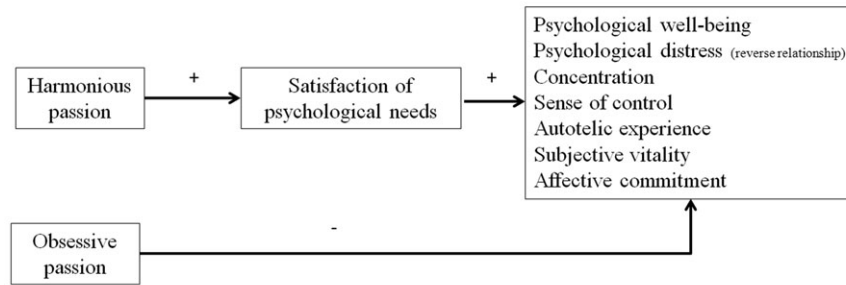 Psychological well-being
Psychological distress (reverse relationship)
Concentration
Sense of control
Autotelic experience
Subjective vitality
Affective commitment
+
+
Harmonious
passion
Satisfaction of
psychological needs
-
Obsessive
passion